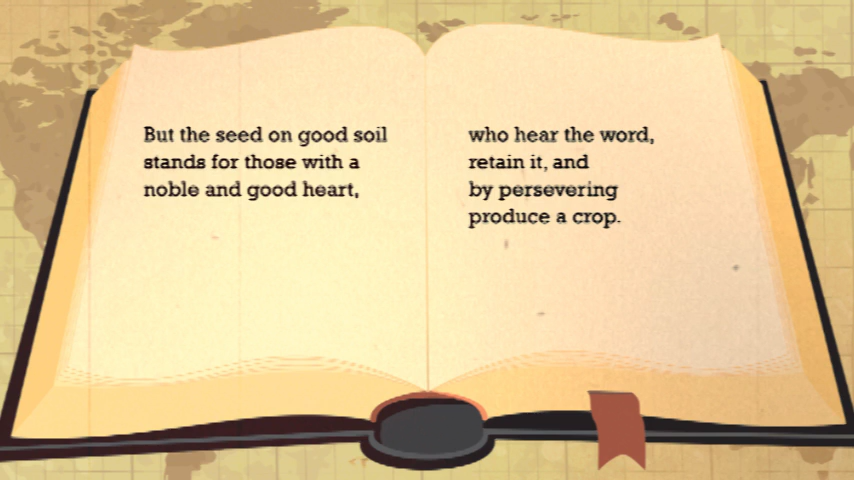 But the seed on good soil
stands for those with a
noble and good heart,
who hear the word,
retain it, and
by persevering
produce a crop.